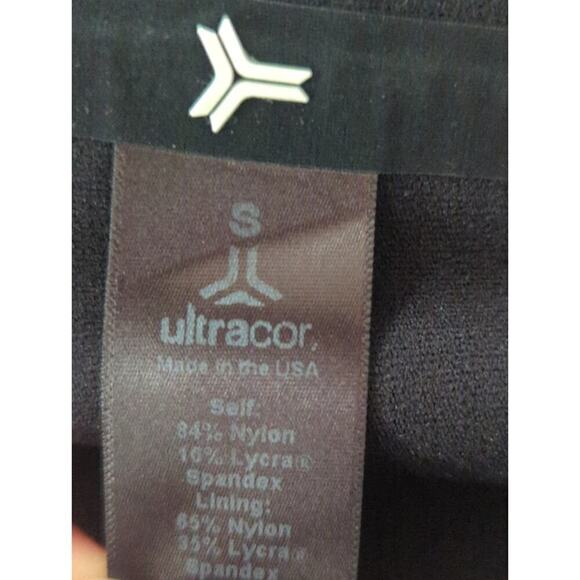 S
ultracor.
Made in the USA
Self:
84% Nylon
16% Lycra®
Spandex
Lining:
65% Nylon
35% Lycra®
Spandex